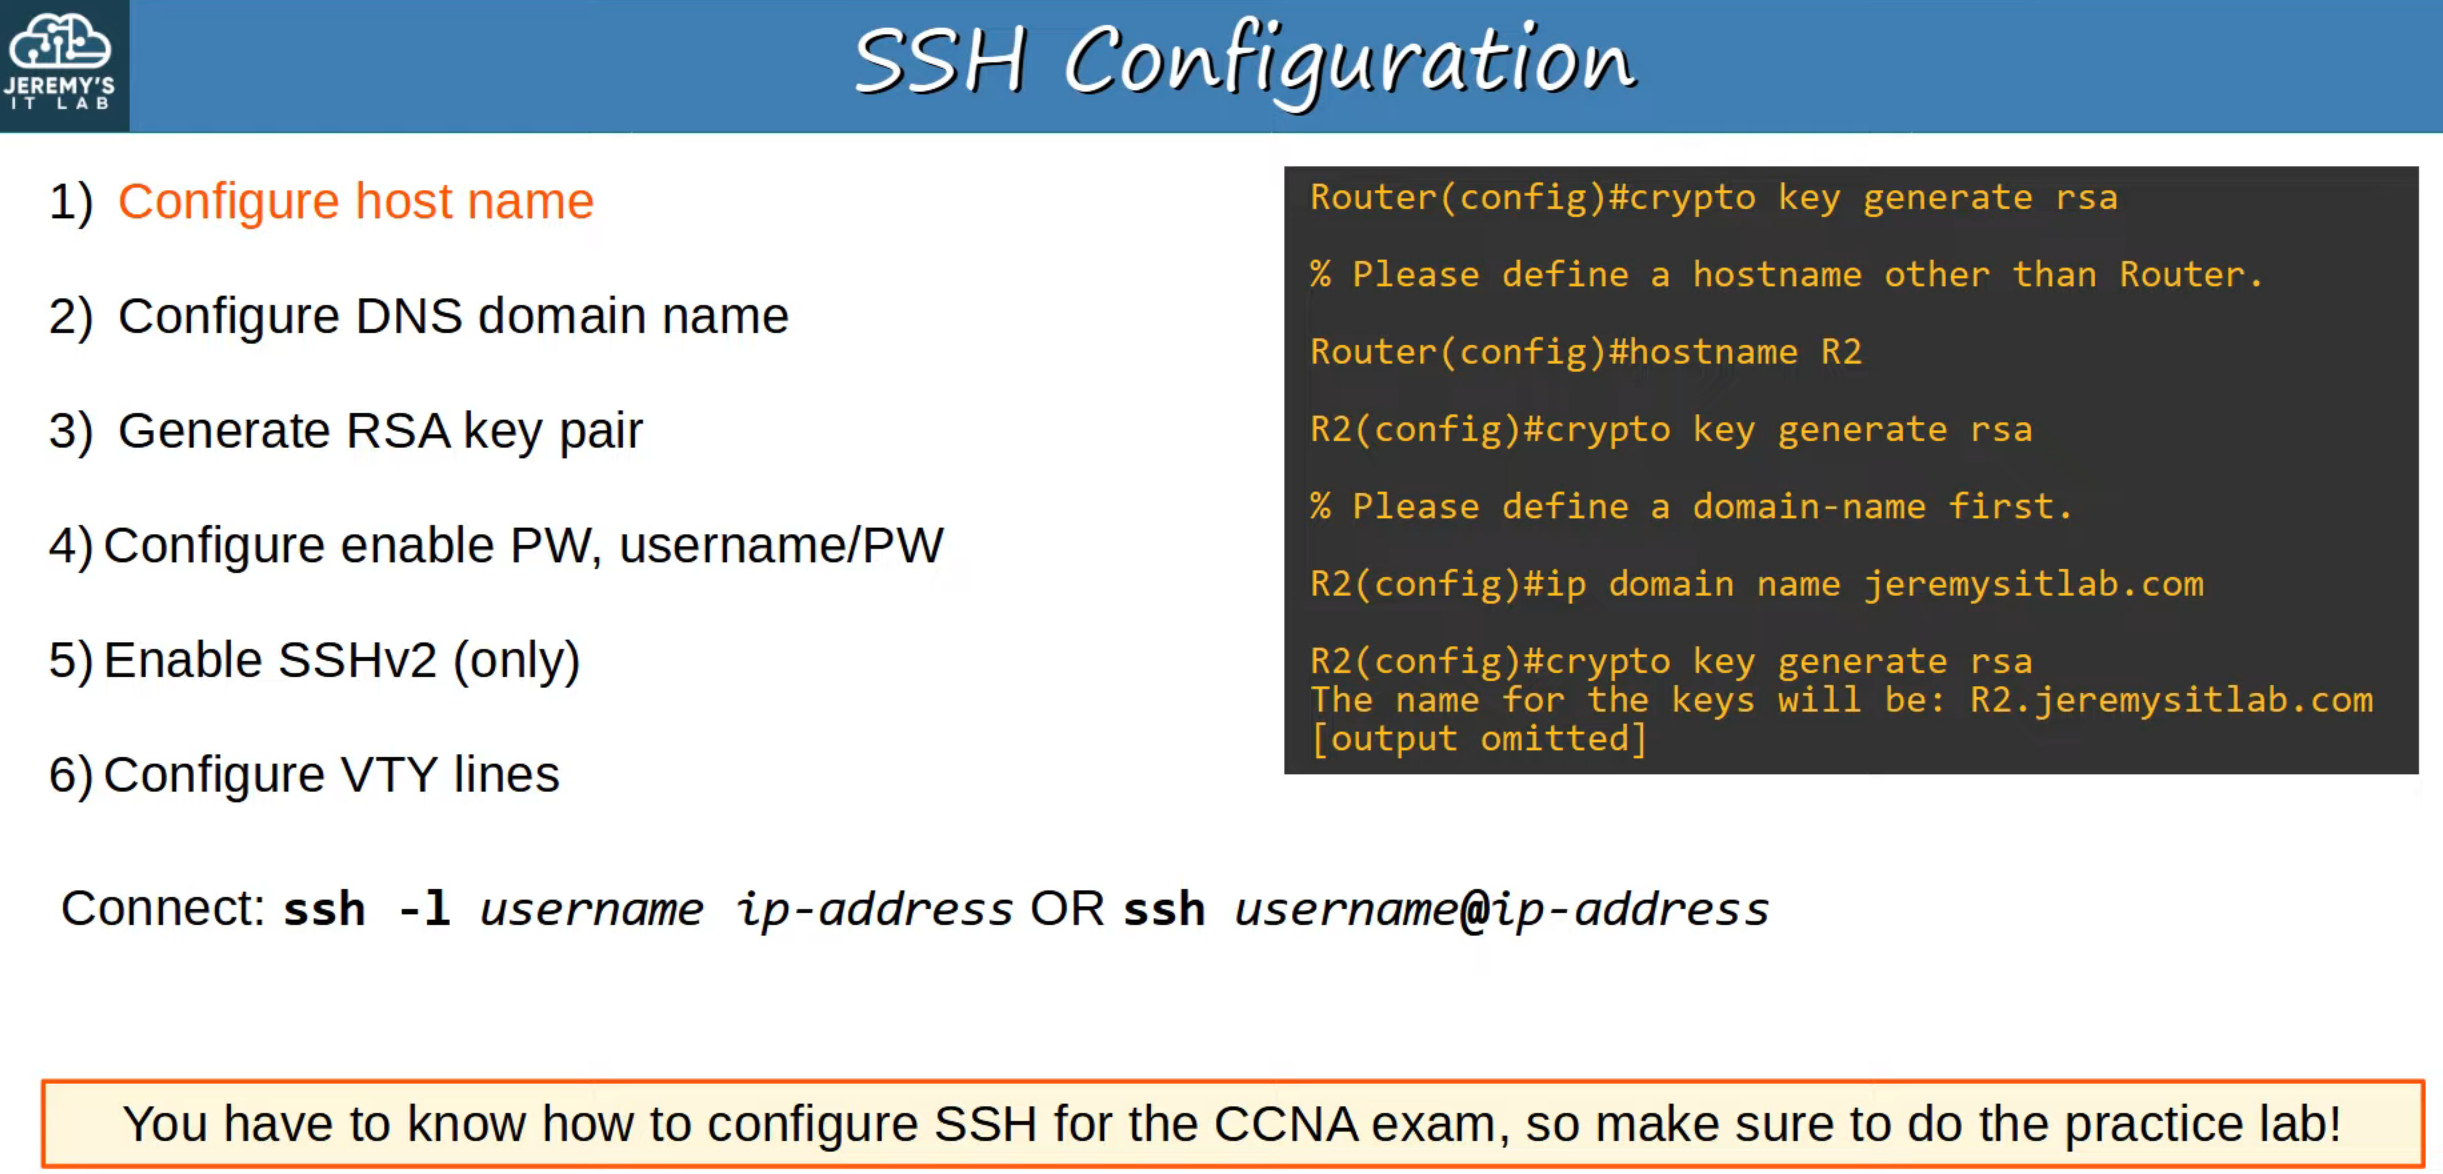 JEREMY'S
IT LAB
SSH Configuration
1) Configure host name
2) Configure DNS domain name
3) Generate RSA key pair
4) Configure enable PW, username/PW
5) Enable SSHv2 (only)
6) Configure VTY lines
Router(config)#crypto key generate rsa
% Please define a hostname other than Router.
Router(config)#hostname R2
R2(config)#crypto key generate rsa
% Please define a domain-name first.
R2(config)#ip domain name jeremysitlab.com
R2(config)#crypto key generate rsa
The name for the keys will be: R2.jeremysitlab.com
[output omitted]
Connect: ssh -l username ip-address OR ssh username@ip-address
You have to know how to configure SSH for the CCNA exam, so make sure to do the practice lab!